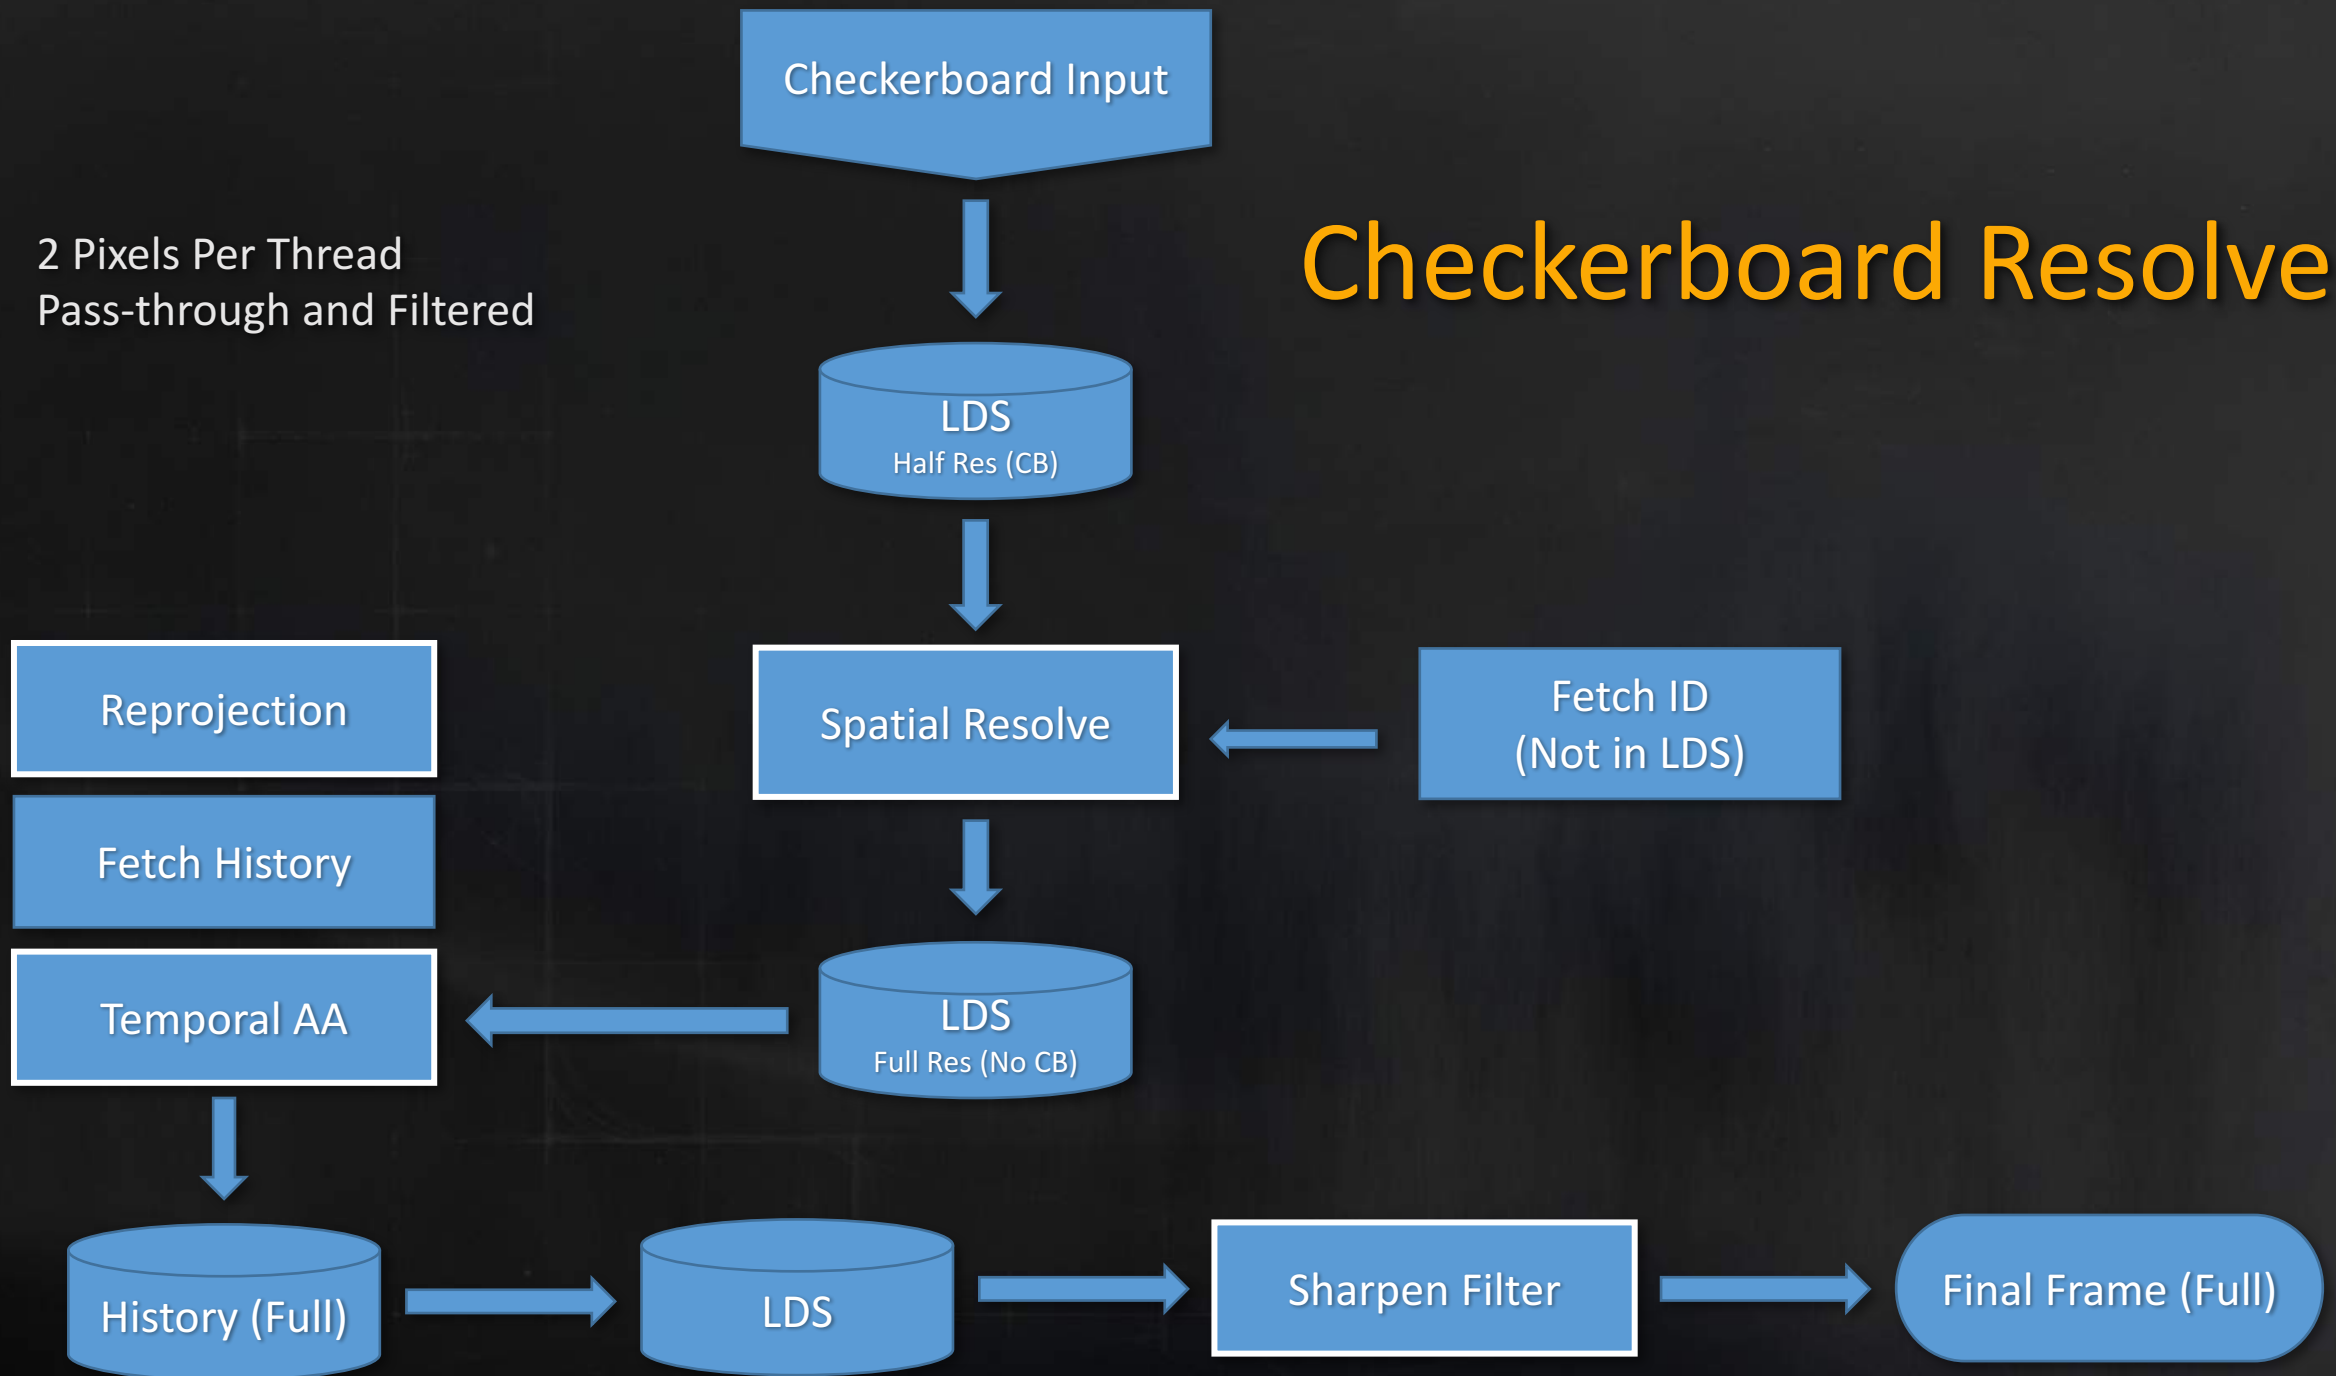 Checkerboard Input
Checkerboard Resolve
2 Pixels Per Thread
Pass-through and Filtered
LDS
Half Res (CB)
Reprojection
Spatial Resolve
Fetch ID
(Not in LDS)
Fetch History
Temporal AA
LDS
Full Res (No CB)
History (Full)
LDS
Sharpen Filter
Final Frame (Full)